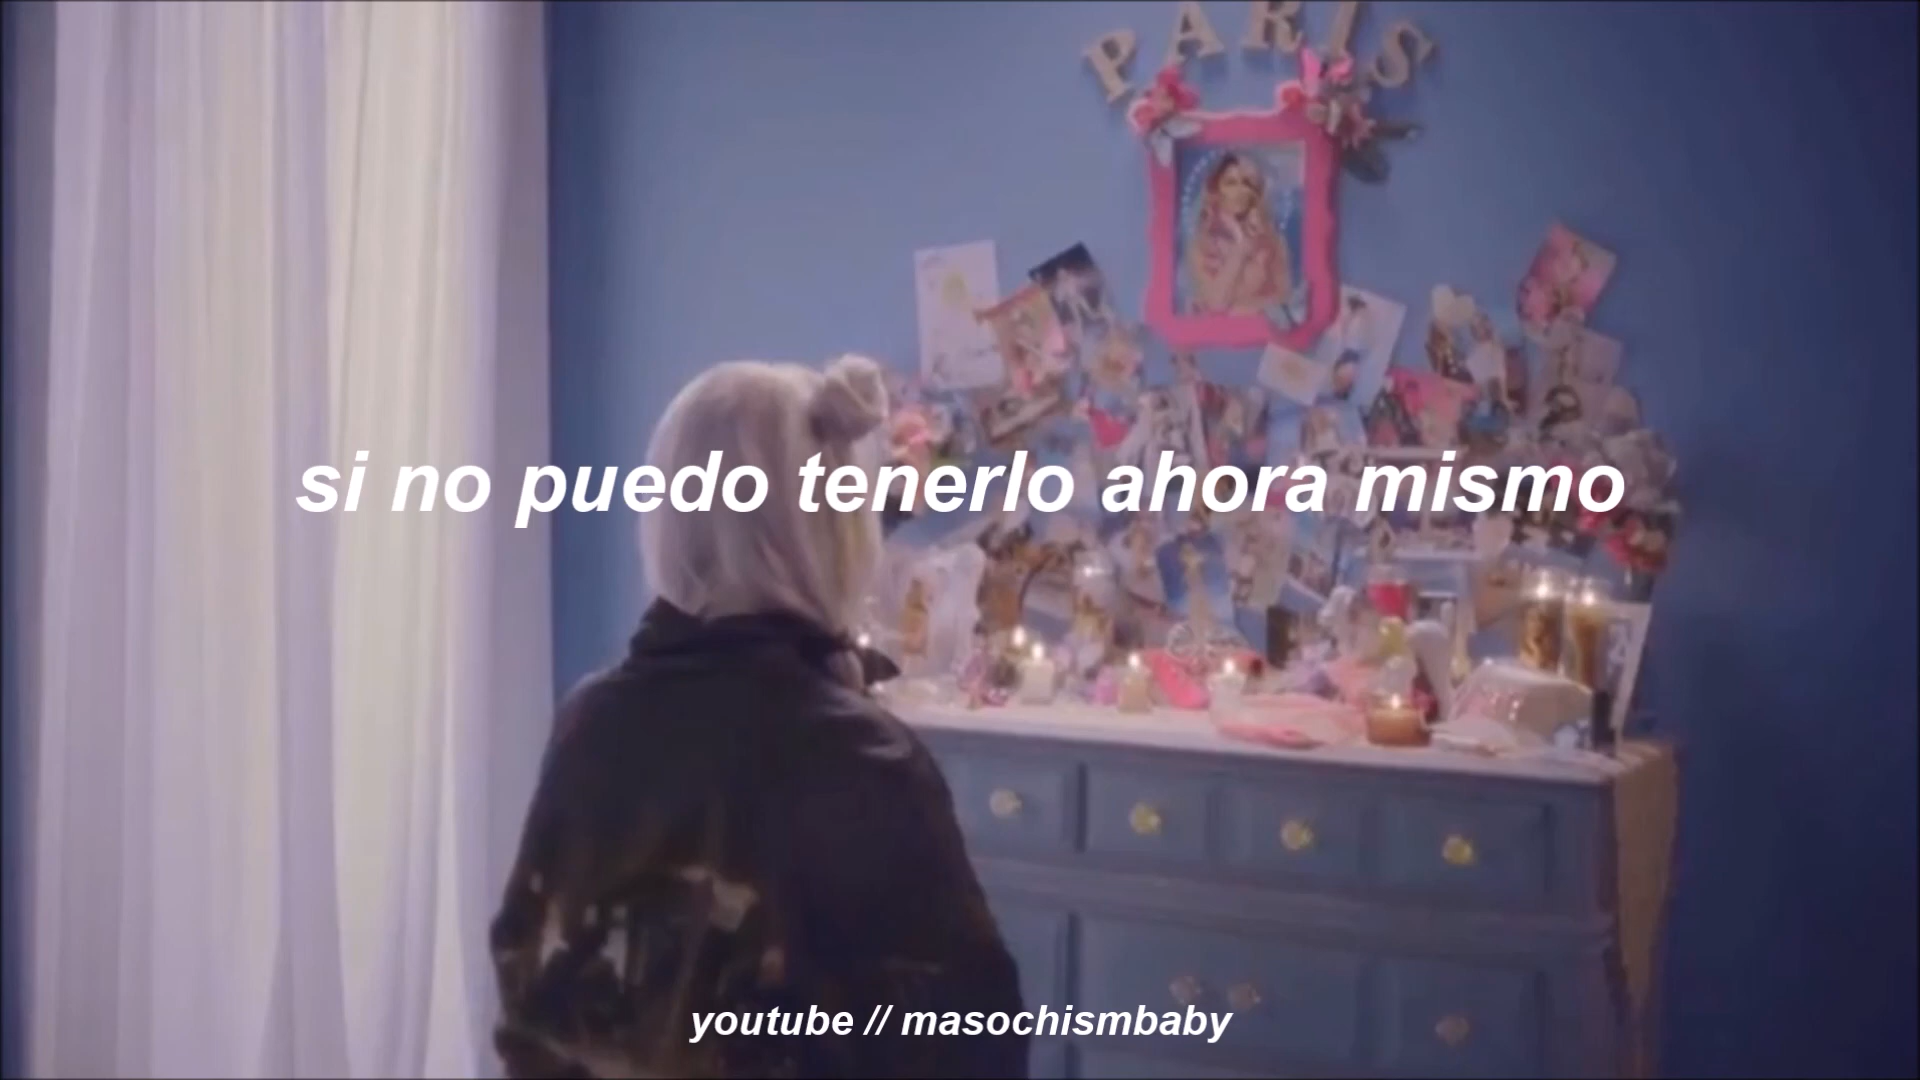 PARIS
si no puedo tenerlo ahora mismo
youtube // masochismbaby